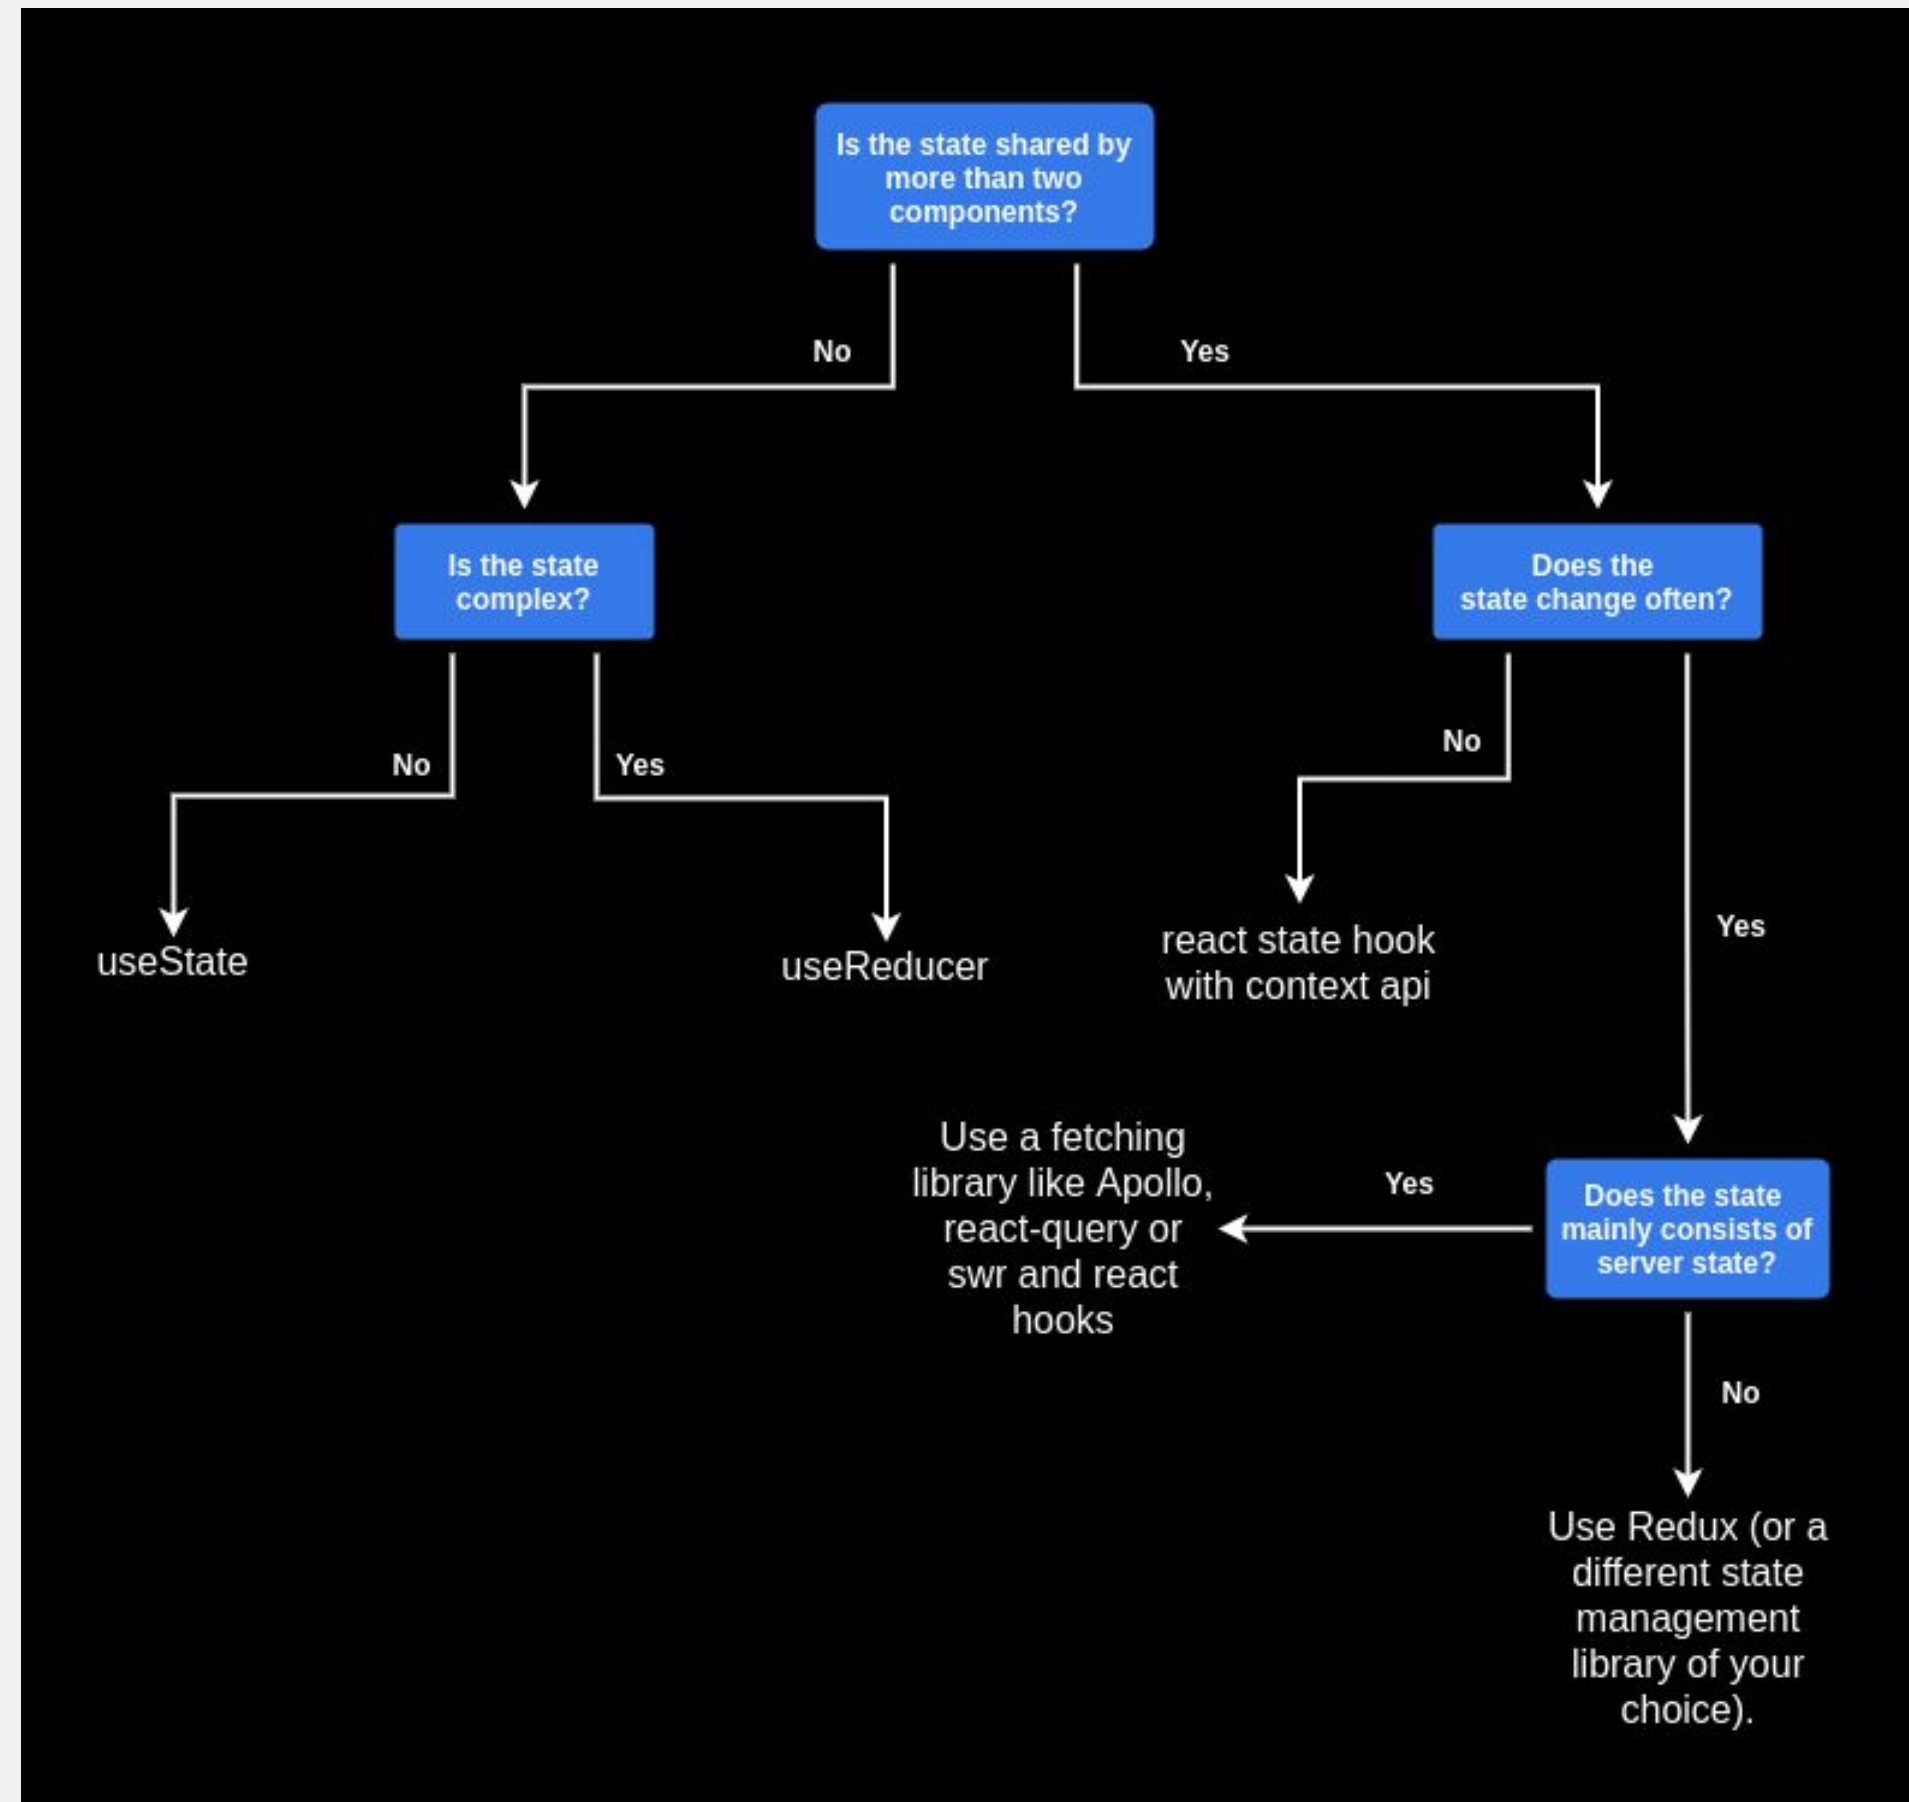 Is the state shared by
more than two
components?
No
Yes
Is the state
complex?
Does the
state change often?
No
Yes
No
Yes
useState
useReducer
react state hook
with context api
Use a fetching
library like Apollo,
react-query or
swr and react
hooks
Yes
Does the state
mainly consists of
server state?
No
Use Redux (or a
different state
management
library of your
choice).